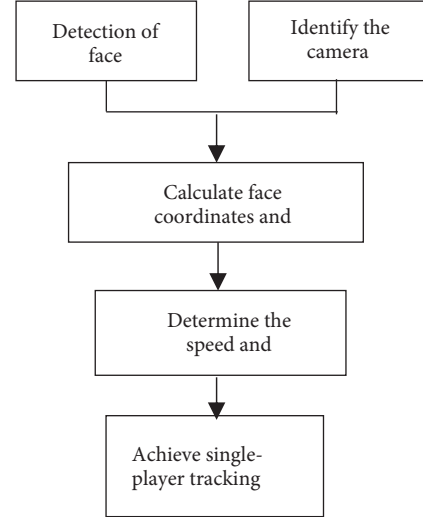 Detection of
face
Identify the
camera
Calculate face
coordinates and
Determine the
speed and
Achieve single-
player tracking